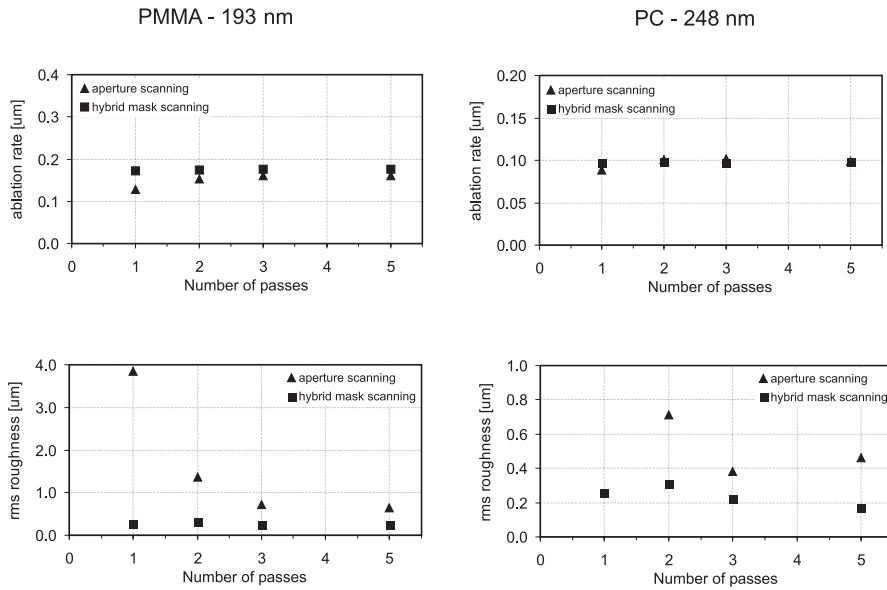 PMMA - 193 nm
PC - 248 nm
ablation rate [um]
0.4
0.3
0.2
0.1
0.0
aperture scanning
hybrid mask scanning
0 1 2 3 4 5
Number of passes
ablation rate [um]
0.20
0.15
0.10
0.05
0.00
aperture scanning
hybrid mask scanning
0 1 2 3 4 5
Number of passes
rms roughness [um]
4.0
3.0
2.0
1.0
0.0
aperture scanning
hybrid mask scanning
0 1 2 3 4 5
Number of passes
rms roughness [um]
1.0
0.8
0.6
0.4
0.2
0.0
aperture scanning
hybrid mask scanning
0 1 2 3 4 5
Number of passes